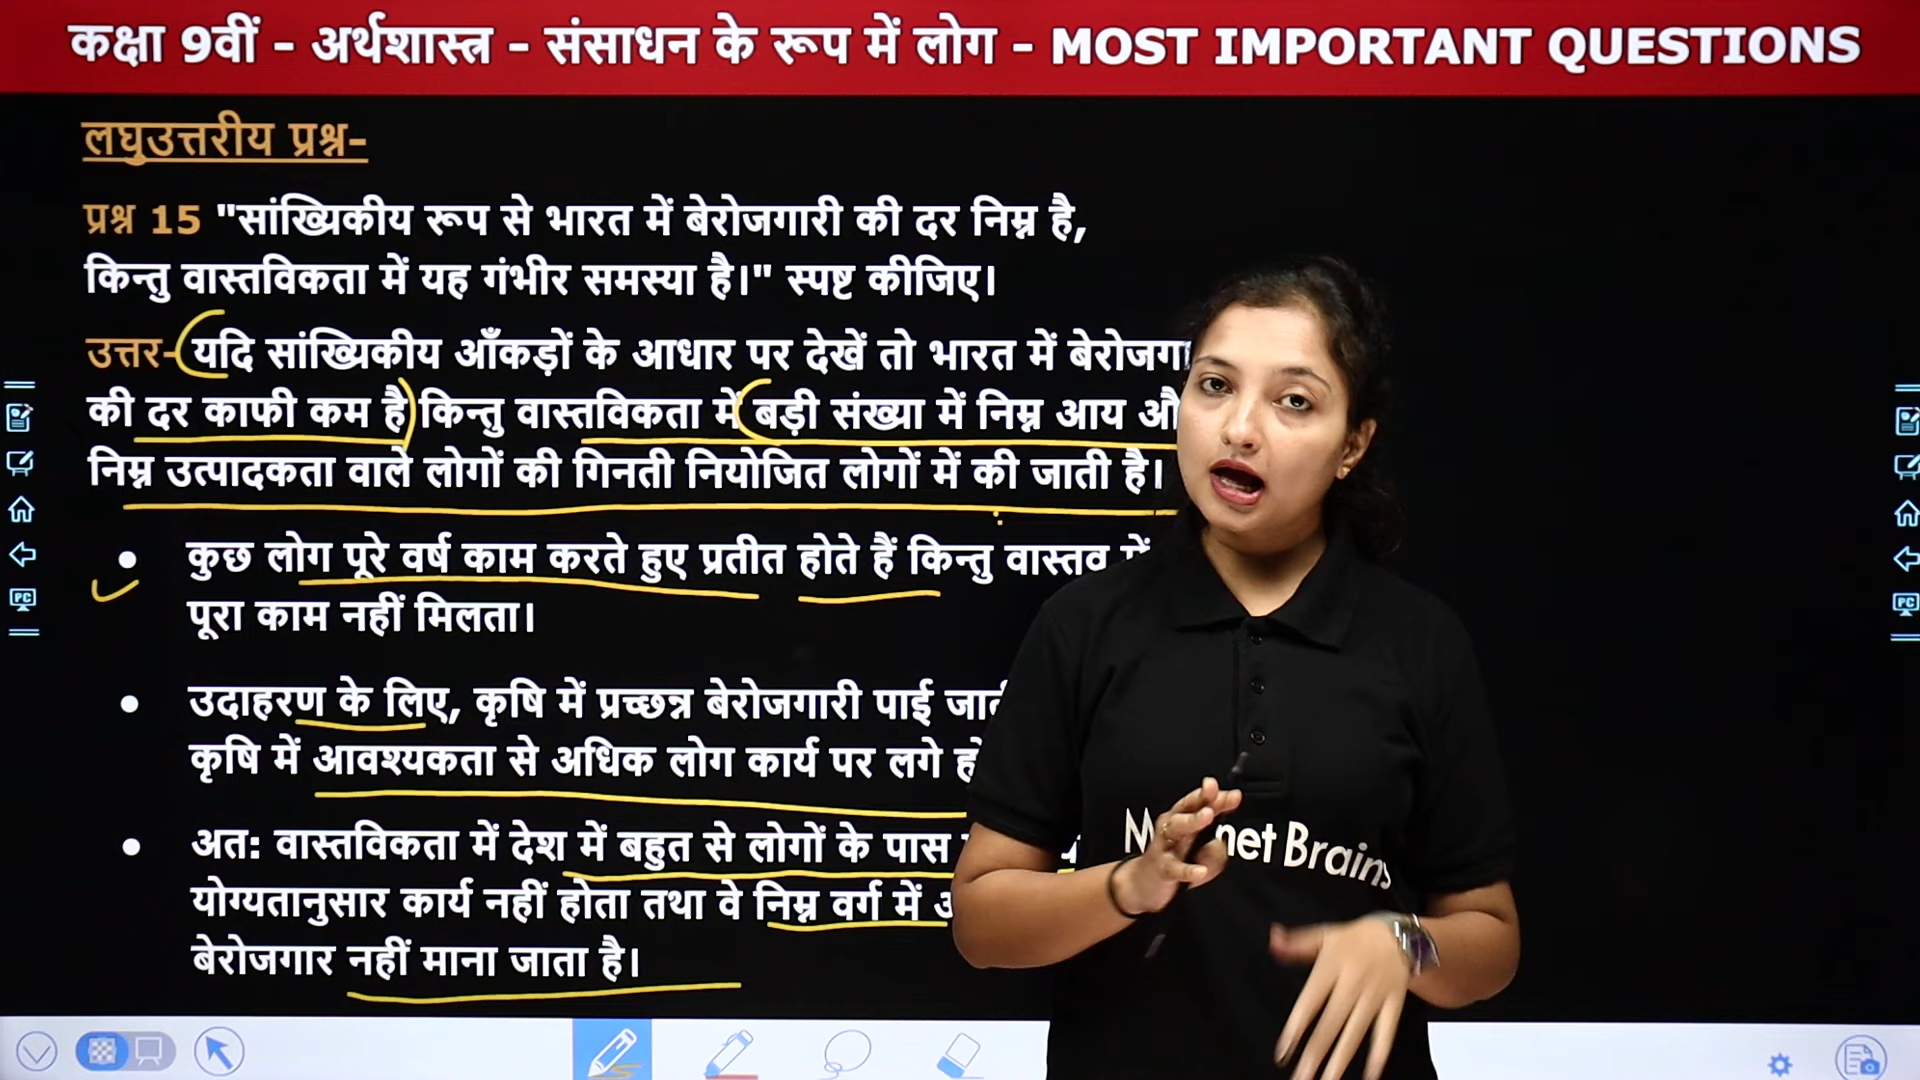 कक्षा 9वीं - अर्थशास्त्र - संसाधन के रूप में लोग - MOST IMPORTANT QUESTIONS
लघुउत्तरीय प्रश्न-
प्रश्न 15 "सांख्यिकीय रूप से भारत में बेरोजगारी की दर निम्न है,
किन्तु वास्तविकता में यह गंभीर समस्या है।" स्पष्ट कीजिए।
उत्तर- यदि सांख्यिकीय आँकड़ों के आधार पर देखें तो भारत में
की दर काफी कम है किन्तु वास्तविकता में बड़ी संख्या में निम्न आय
निम्न उत्पादकता वाले लोगों की गिनती नियोजित लोगों में की जाती है।
• कुछ लोग पूरे वर्ष काम करते हुए प्रतीत होते हैं किन्तु वास्तव में
पूरा काम नहीं मिलता।
• उदाहरण के लिए, कृषि में प्रच्छन्न बेरोजगारी पाई
कृषि में आवश्यकता से अधिक लोग कार्य पर लगे
• अत: वास्तविकता में देश में बहुत से लोगों के पास
योग्यतानुसार कार्य नहीं होता तथा वे निम्न वर्ग में
बेरोजगार नहीं माना जाता है।
net Brains
PC
PC